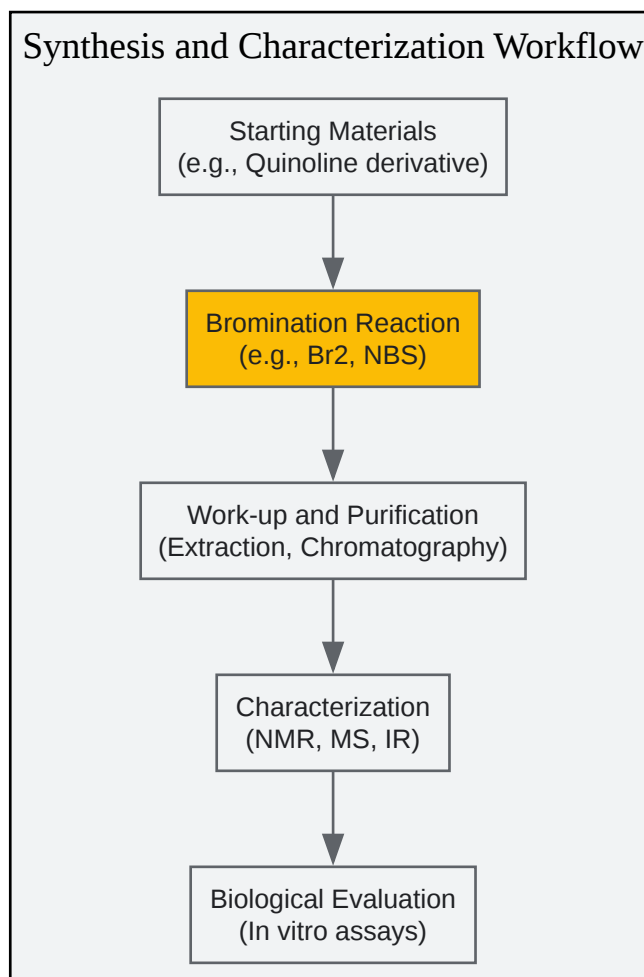 Synthesis and Characterization Workflow
Starting Materials
(e.g., Quinoline derivative)
Bromination Reaction
(e.g., Br2, NBS)
Work-up and Purification
(Extraction, Chromatography)
Characterization
(NMR, MS, IR)
Biological Evaluation
(In vitro assays)